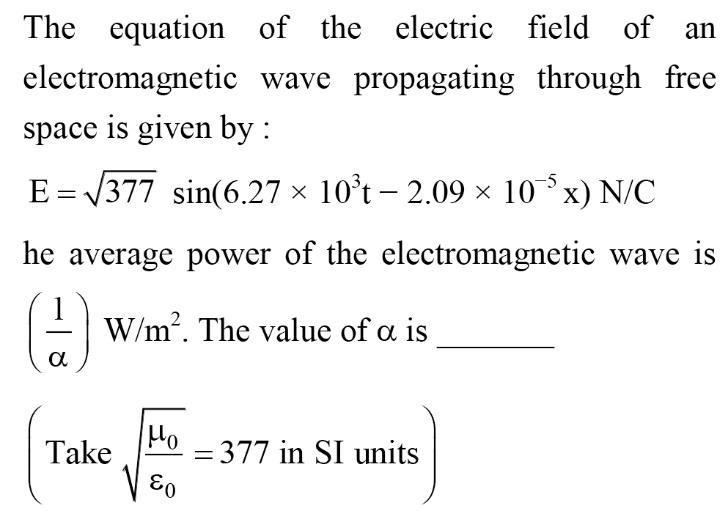 The equation of the electric field of an
electromagnetic wave propagating through free
space is given by :
E = √377 sin(6.27 × 10³t – 2.09 × 10⁻⁵ x) N/C
he average power of the electromagnetic wave is
(1/α) W/m². The value of α is ________
(Take √(μ₀/ε₀) = 377 in SI units)